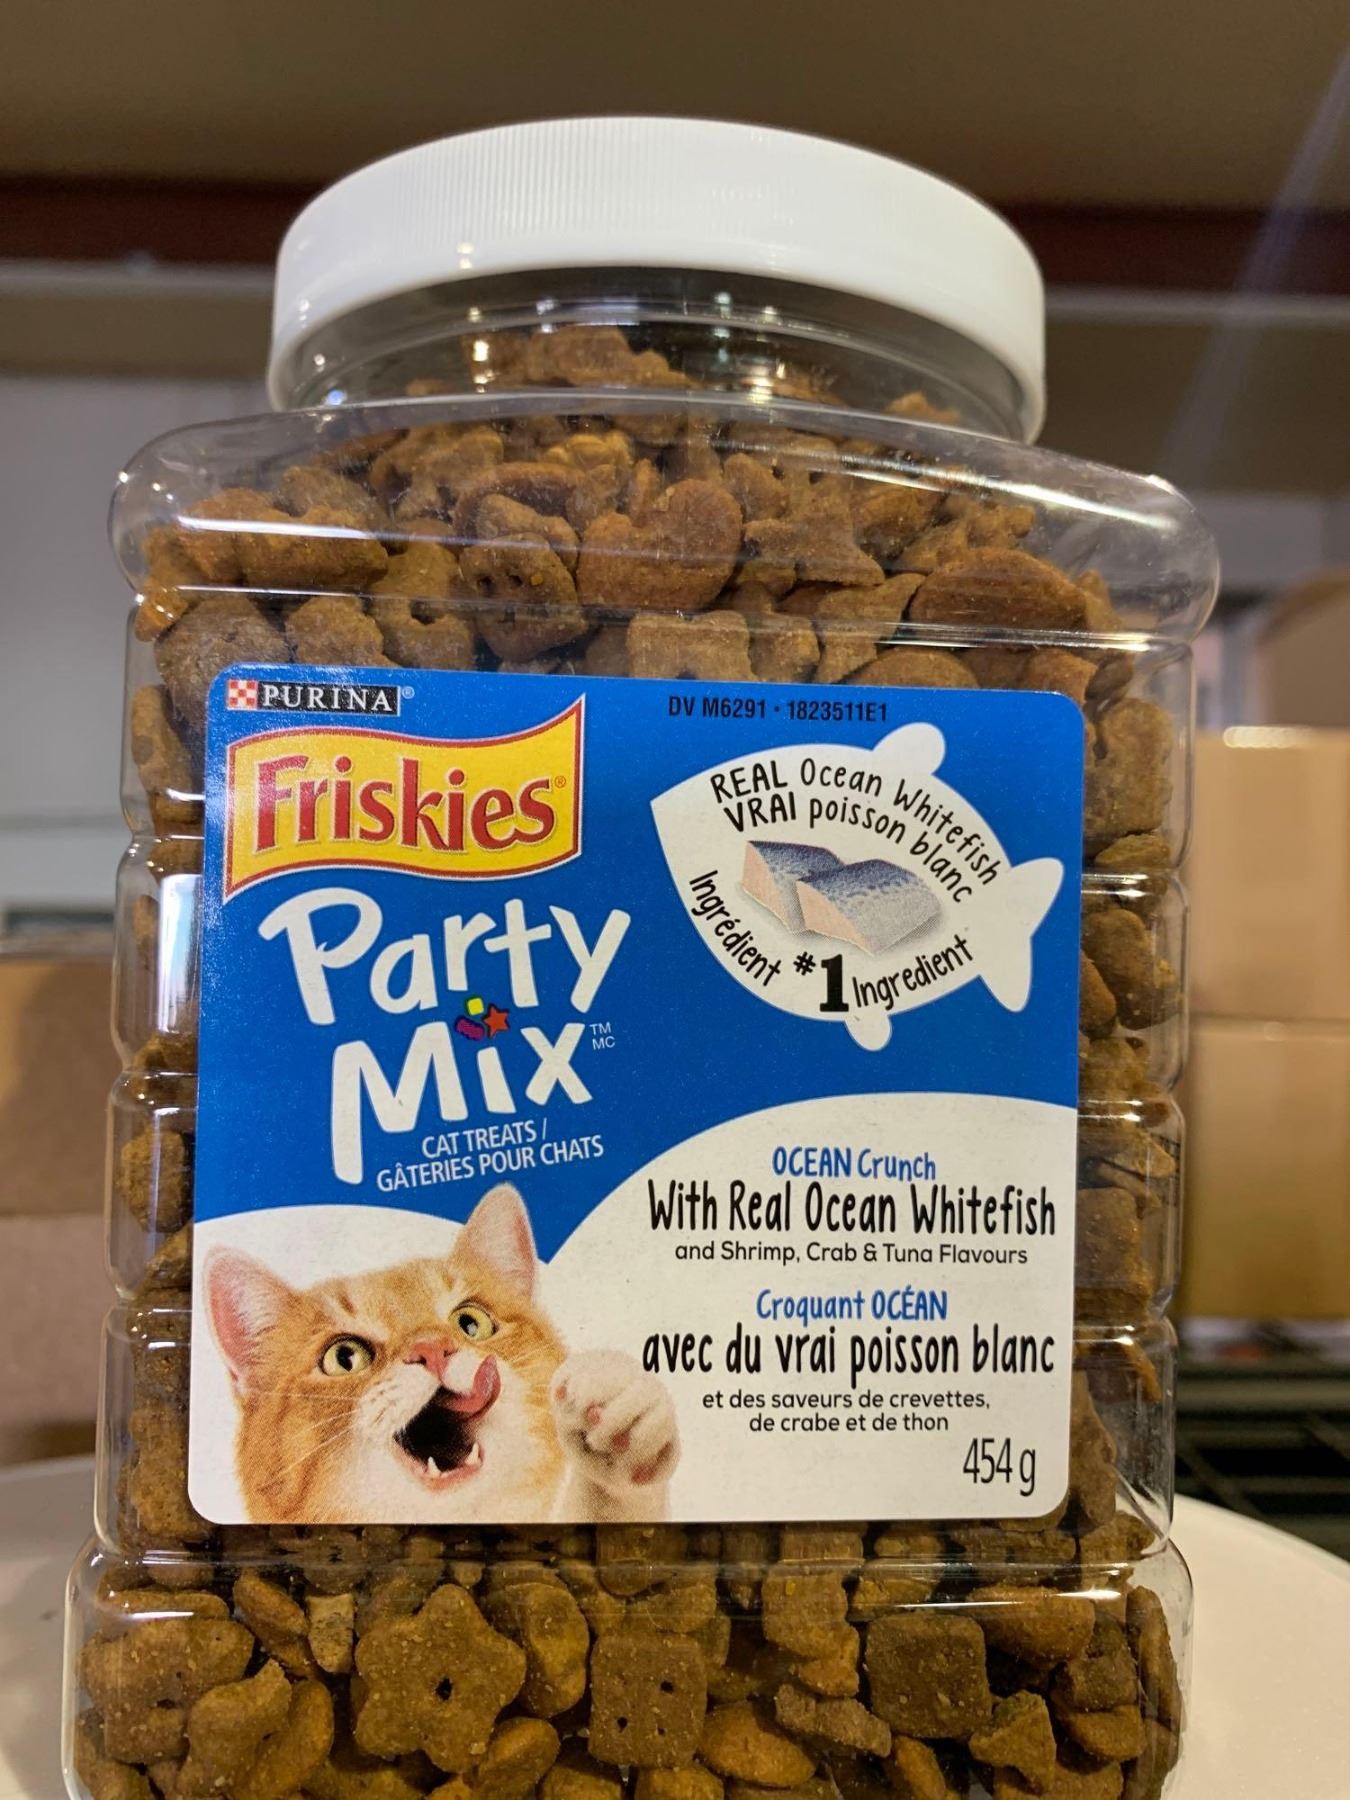 PURINA®
Friskies®
Party
Mix TM
MC
CAT TREATS /
GÂTERIES POUR CHATS
DV M6291 • 1823511E1
REAL Ocean Whitefish
VRAI poisson blanc
Ingrédient #1 Ingredient
OCEAN Crunch
With Real Ocean Whitefish
and Shrimp, Crab & Tuna Flavours
Croquant OCÉAN
avec du vrai poisson blanc
et des saveurs de crevettes,
de crabe et de thon
454 g